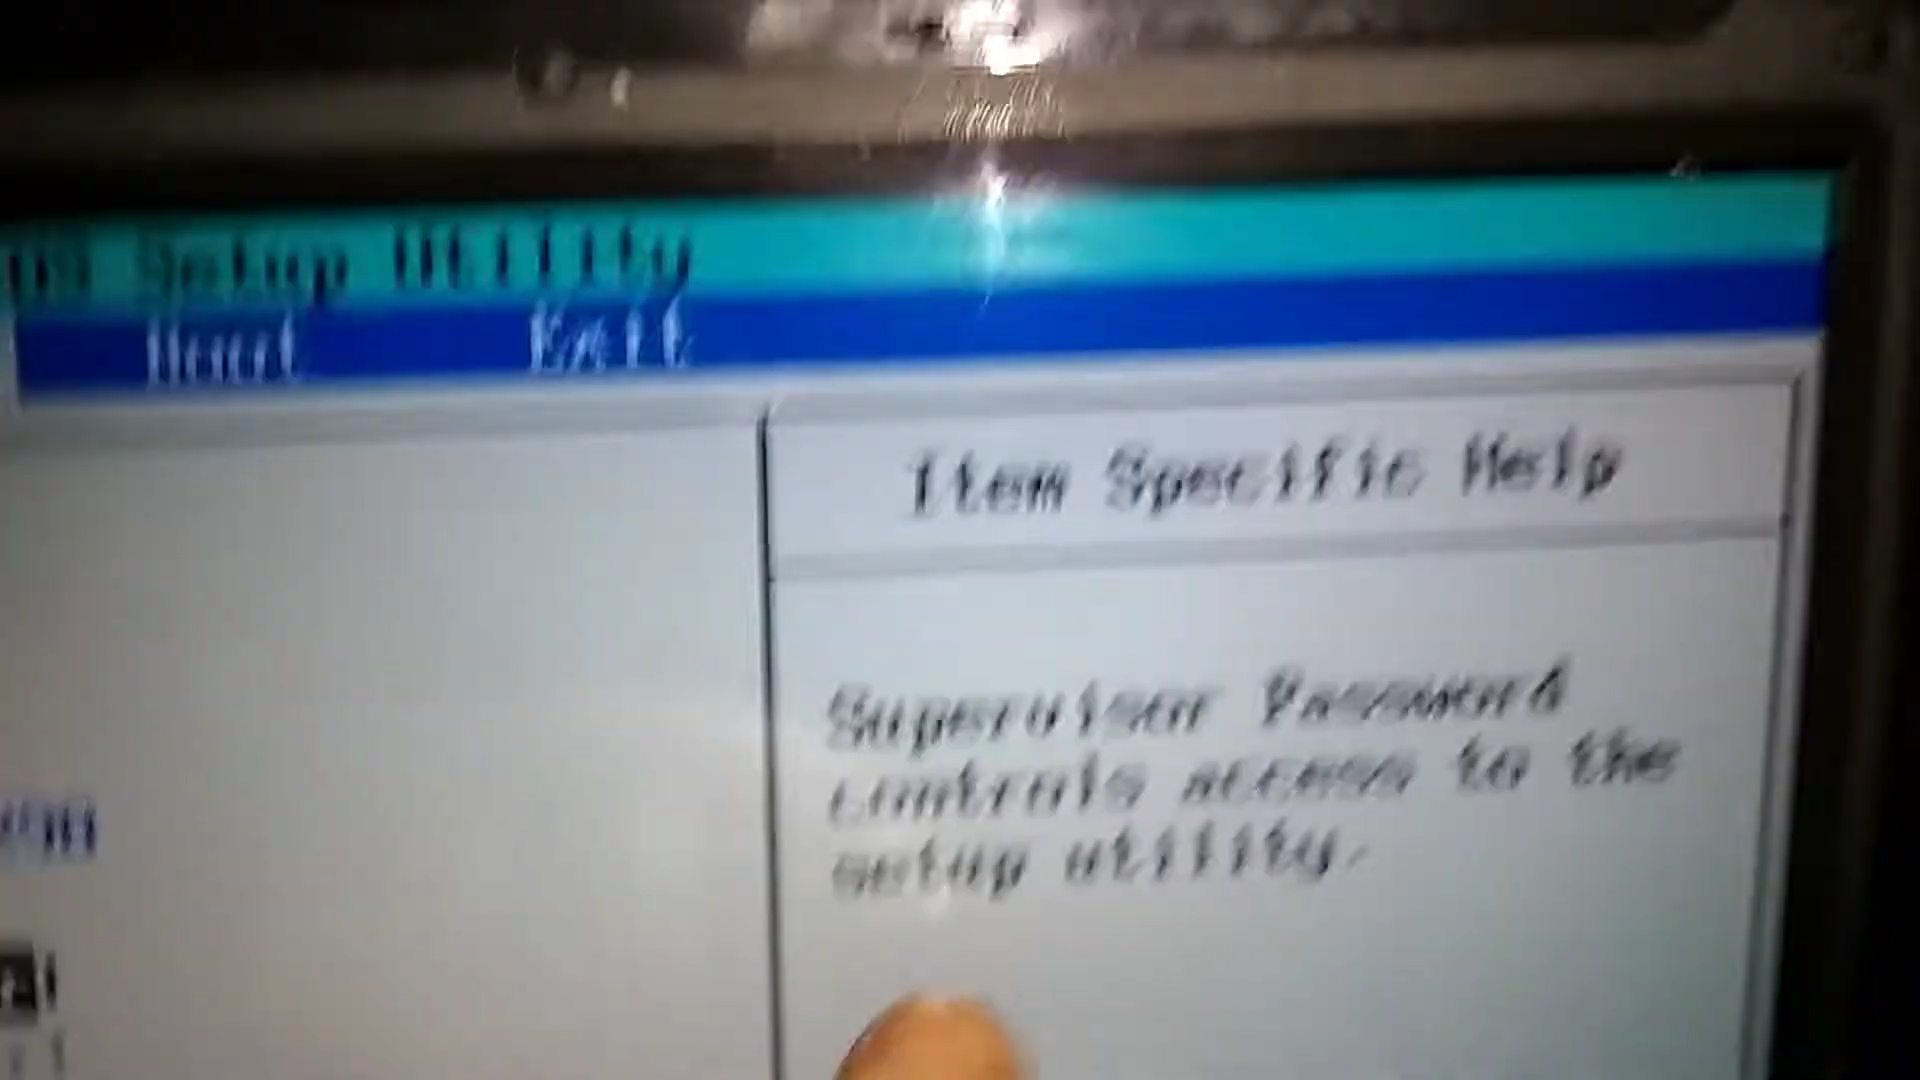 Setup Utility
Boot Exit
Item Specific Help
Supervisor Password
controls access to the
setup utility.